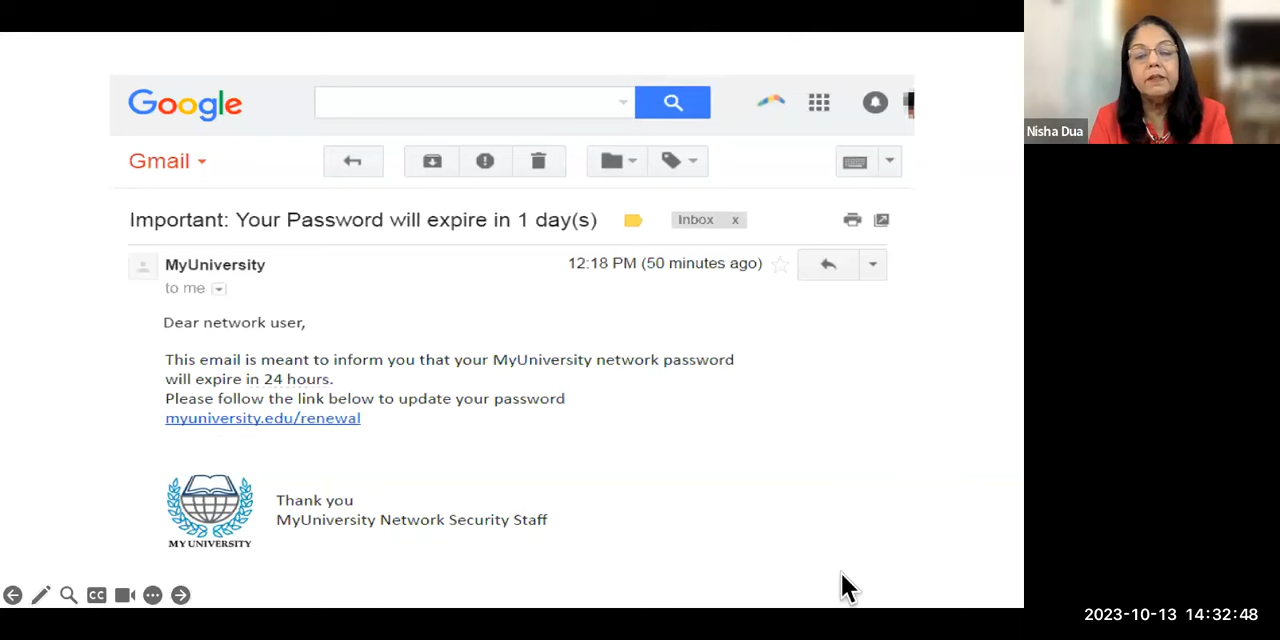 Google
Gmail
Important: Your Password will expire in 1 day(s)
Inbox x
MyUniversity
12:18 PM (50 minutes ago)
to me
Dear network user,
This email is meant to inform you that your MyUniversity network password
will expire in 24 hours.
Please follow the link below to update your password
myuniversity.edu/renewal
MY UNIVERSITY
Thank you
MyUniversity Network Security Staff
CC
Nisha Dua
2023-10-13 14:32:48